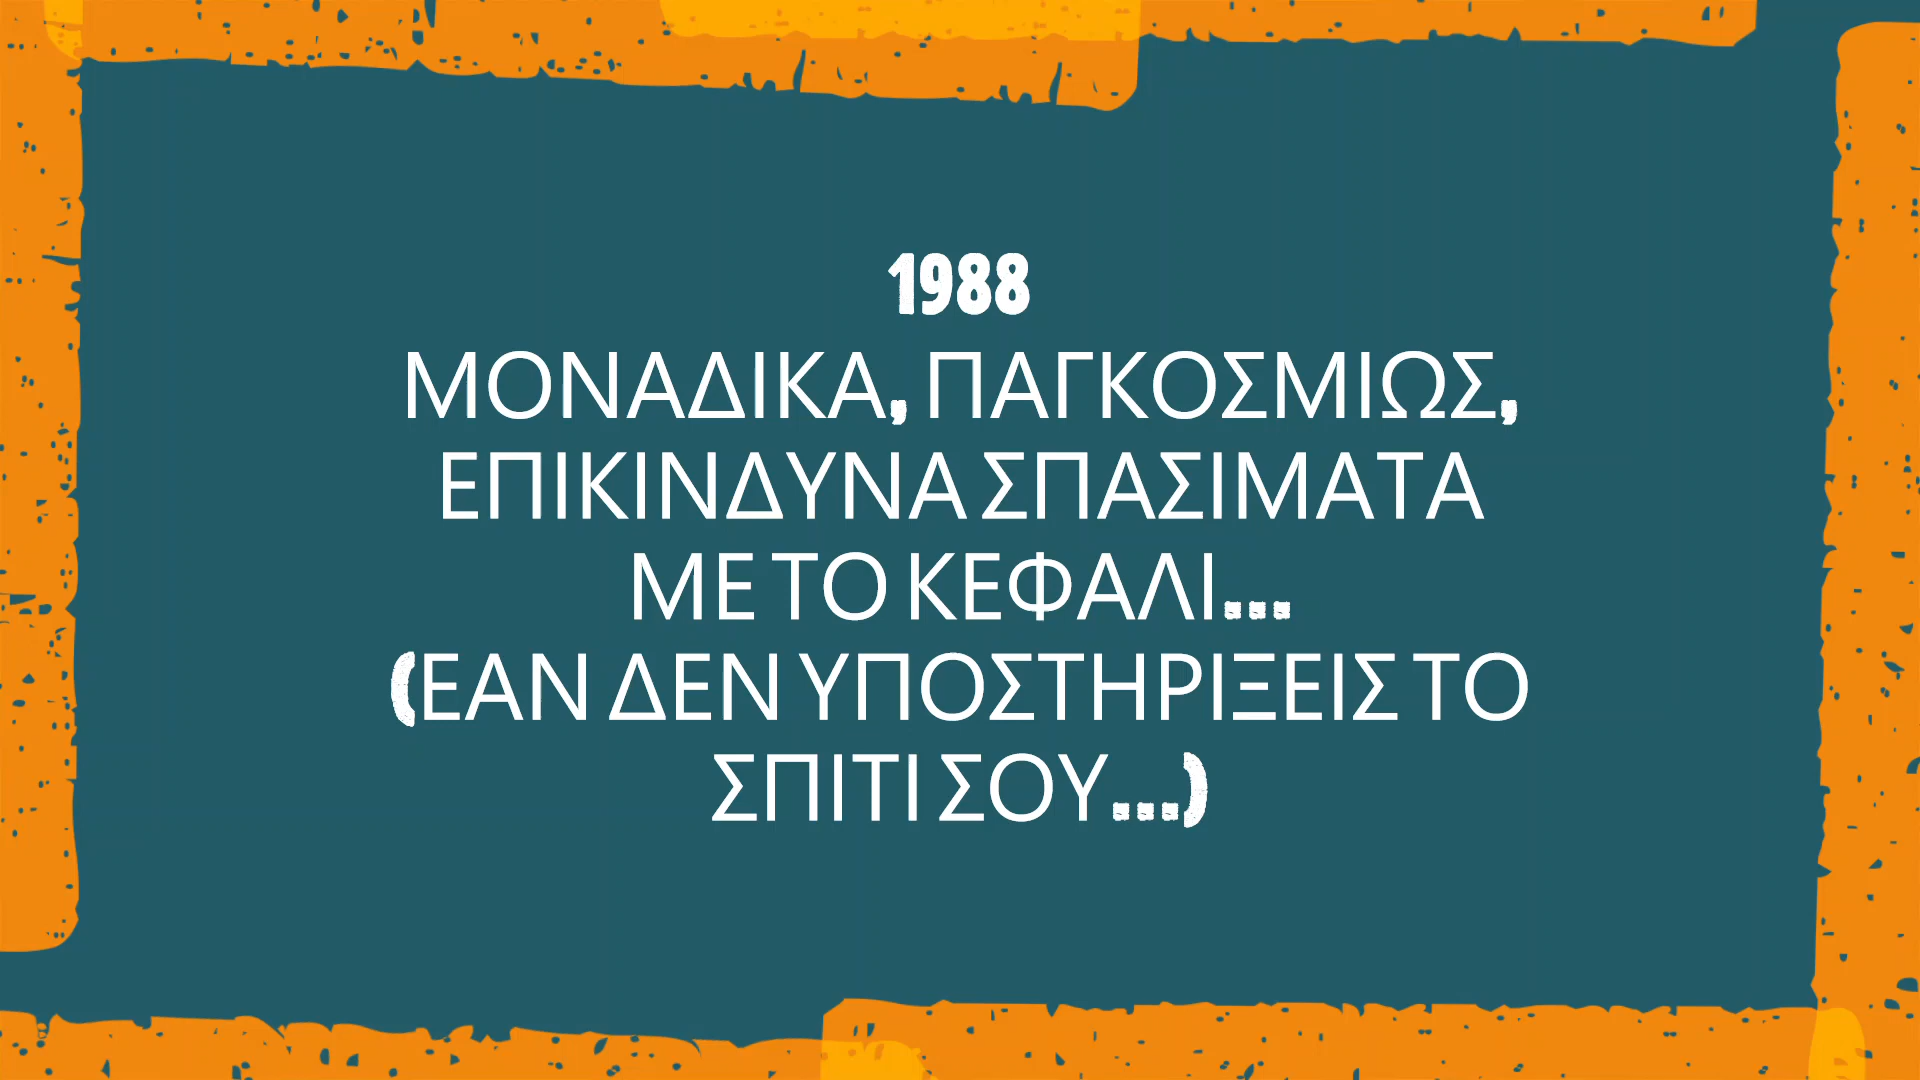 1988
ΜΟΝΑΔΙΚΑ, ΠΑΓΚΟΣΜΙΩΣ,
ΕΠΙΚΙΝΔΥΝΑ ΣΠΑΣΙΜΑΤΑ
ΜΕ ΤΟ ΚΕΦΑΛΙ...
(ΕΑΝ ΔΕΝ ΥΠΟΣΤΗΡΙΞΕΙΣ ΤΟ
ΣΠΙΤΙ ΣΟΥ...)